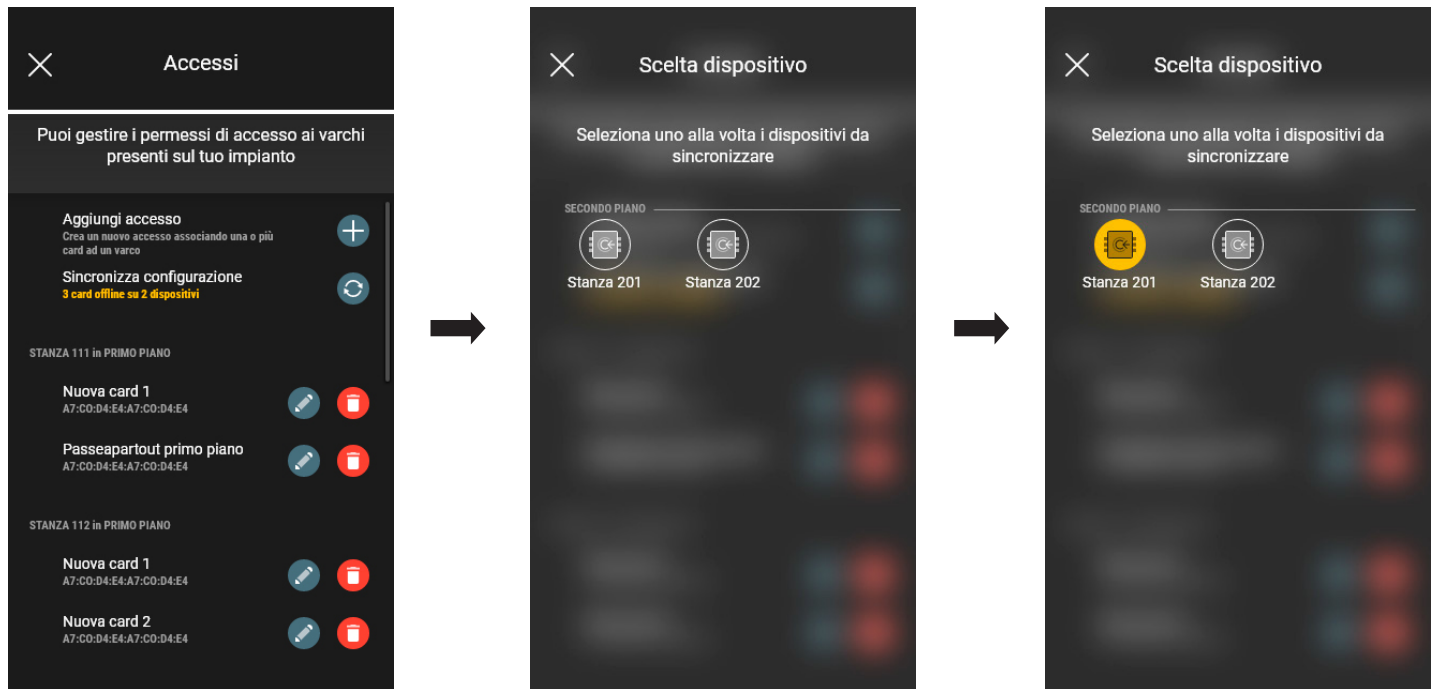 Accessi
Puoi gestire i permessi di accesso ai varchi
presenti sul tuo impianto
Aggiungi accesso
Crea un nuovo accesso associando una o più
card ad un varco
Sincronizza configurazione
3 card offline su 2 dispositivi
STANZA 111 in PRIMO PIANO
Nuova card 1
A7:C0:D4:E4:A7:C0:D4:E4
Passeapartout primo piano
A7:C0:D4:E4:A7:C0:D4:E4
STANZA 112 in PRIMO PIANO
Nuova card 1
A7:C0:D4:E4:A7:C0:D4:E4
Nuova card 2
A7:C0:D4:E4:A7:C0:D4:E4
Scelta dispositivo
Seleziona uno alla volta i dispositivi da
sincronizzare
SECONDO PIANO
Stanza 201 Stanza 202
Scelta dispositivo
Seleziona uno alla volta i dispositivi da
sincronizzare
SECONDO PIANO
Stanza 201 Stanza 202